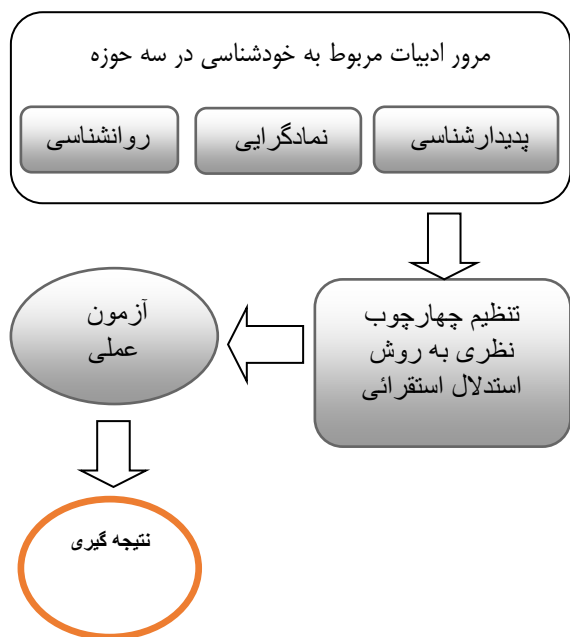 مرور ادبیات مربوط به خودشناسی در سه حوزه
پدیدارشناسی
نمادگرایی
روانشناسی
تنظیم چهارچوب
نظری به روش
استدلال استقرائی
آزمون
عملی
نتیجه گیری